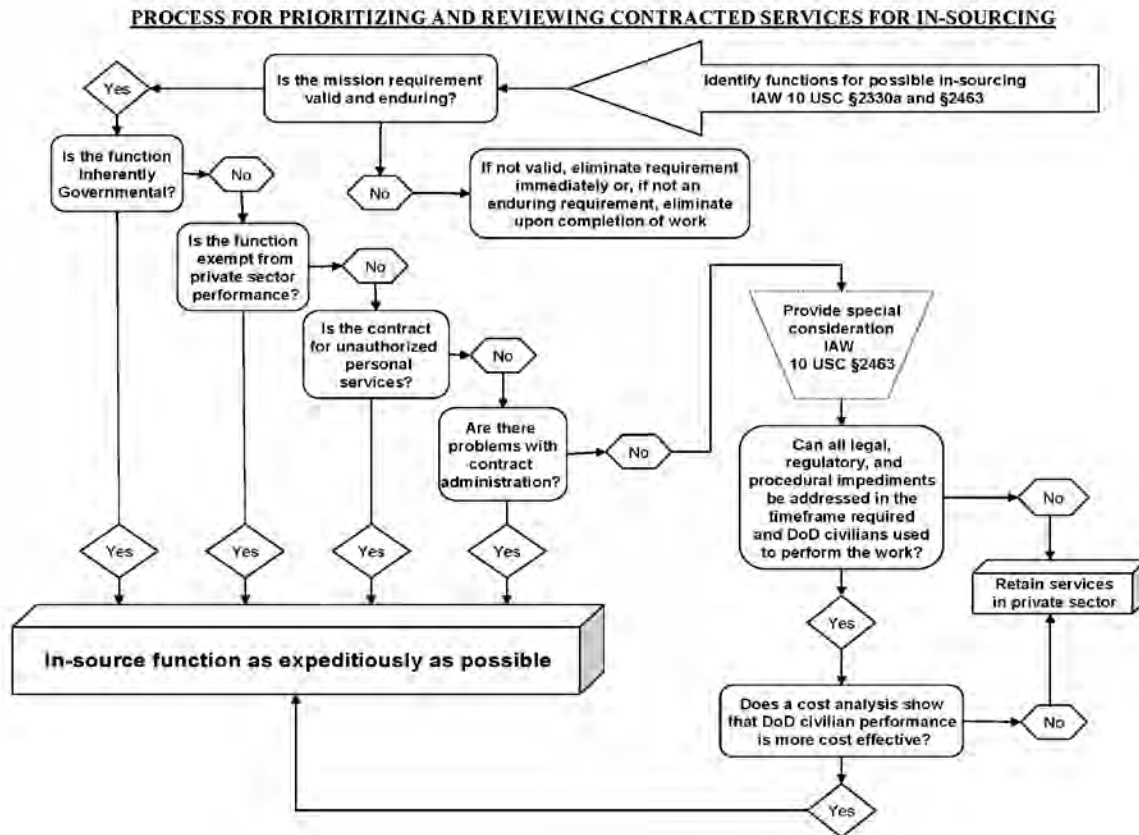 PROCESS FOR PRIORITIZING AND REVIEWING CONTRACTED SERVICES FOR IN-SOURCING
Identify functions for possible in-sourcing
IAW 10 USC §2330a and §2463
Is the mission requirement
valid and enduring?
Yes
No
If not valid, eliminate requirement
immediately or, if not an
enduring requirement, eliminate
upon completion of work
Is the function
Inherently
Governmental?
No
Is the function
exempt from
private sector
performance?
No
Is the contract
for unauthorized
personal
services?
No
Are there
problems with
contract
administration?
No
Provide special
consideration
IAW
10 USC §2463
Can all legal,
regulatory, and
procedural impediments
be addressed in the
timeframe required
and DoD civilians used
to perform the work?
No
Retain services
in private sector
Yes
Yes
Yes
Yes
Yes
In-source function as expeditiously as possible
Does a cost analysis show
that DoD civilian performance
is more cost effective?
No
Yes